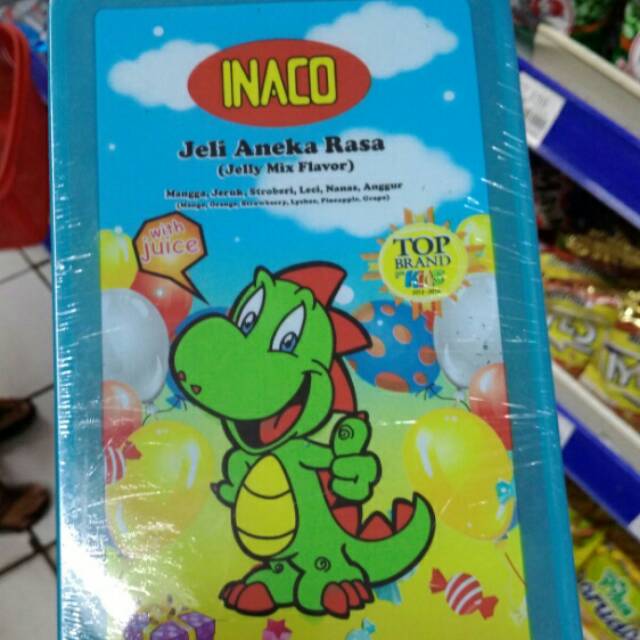 INACO
Jeli Aneka Rasa
(Jelly Mix Flavor)
Mangga, Jeruk, Stroberi, Leci, Nanas, Anggur
(Mango, Orange, Strawberry, Lychee, Pineapple, Grape)
with
juice
TOP
BRAND